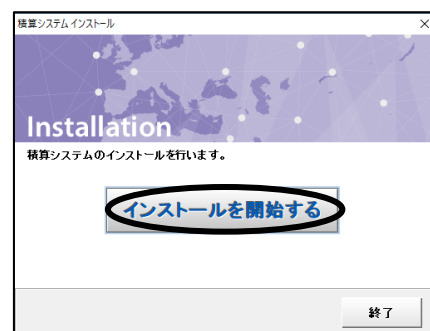 積算システム インストール
Installation
積算システムのインストールを行います。
インストールを開始する
終了